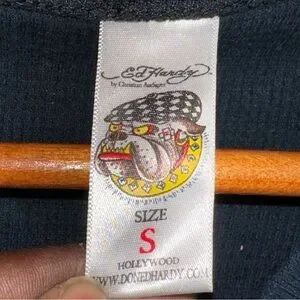 Ed Hardy
by Christian Audigier
SIZE
S
HOLLYWOOD
WWW.DONEDHARDY.COM